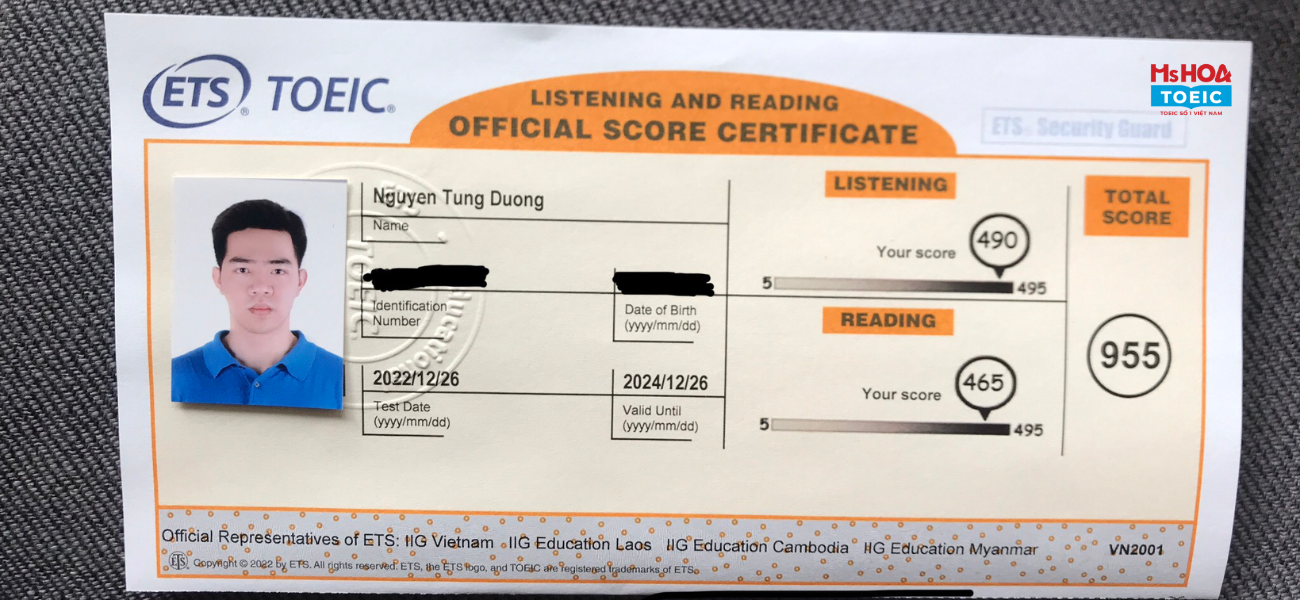 ETS® TOEIC®
LISTENING AND READING
OFFICIAL SCORE CERTIFICATE
MsHOA
TOEIC
TOEIC SỐ 1 VIỆT NAM
ETS® Security Guard
Nguyen Tung Duong
Name
Identification
Number
Date of Birth
(yyyy/mm/dd)
2022/12/26
Test Date
(yyyy/mm/dd)
2024/12/26
Valid Until
(yyyy/mm/dd)
LISTENING
Your score
490
5
495
READING
Your score
465
5
495
TOTAL
SCORE
955
TOEIC
Education
Official Representatives of ETS: IIG Vietnam IIG Education Laos IIG Education Cambodia IIG Education Myanmar
VN2001
ETS Copyright © 2022 by ETS. All rights reserved. ETS, the ETS logo, and TOEIC are registered trademarks of ETS.